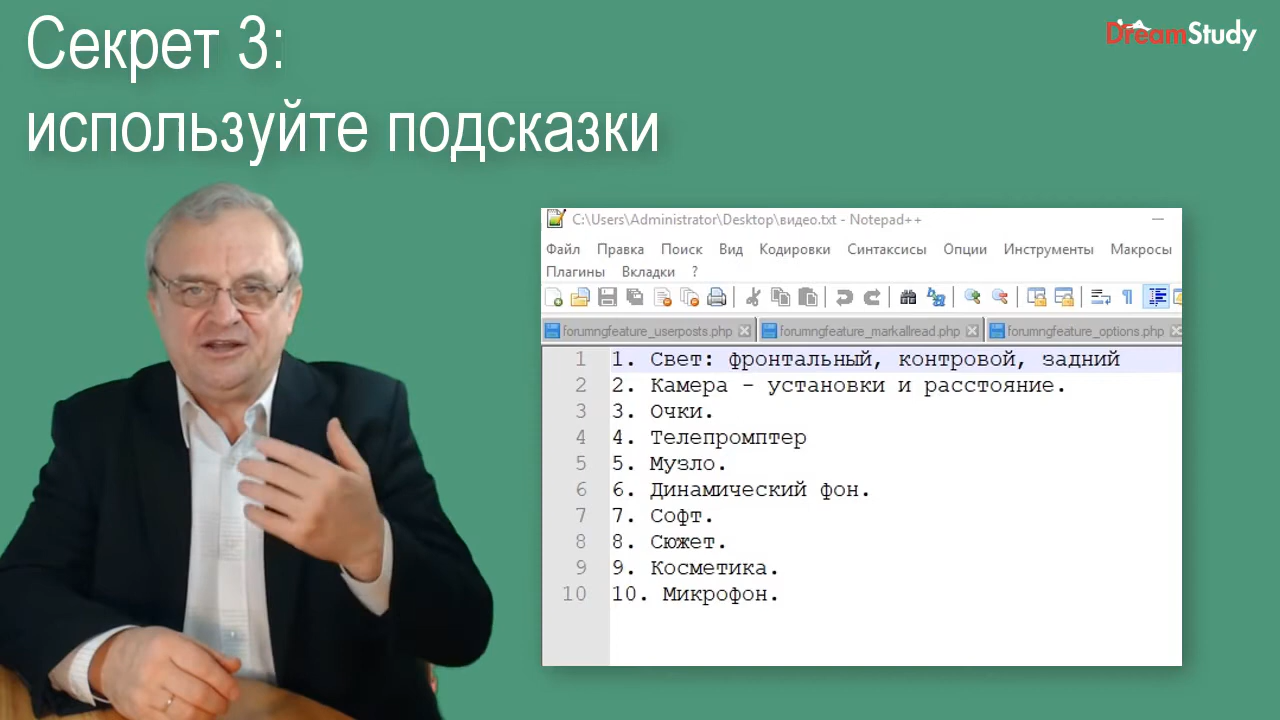 Секрет 3:
используйте подсказки
DreamStudy
C:\Users\Administrator\Desktop\видео.txt - Notepad++
Файл Правка Поиск Вид Кодировки Синтаксисы Опции Инструменты Макросы
Плагины Вкладки ?
forumngfeature_userposts.php forumngfeature_markallread.php forumngfeature_options.php
1 1. Свет: фронтальный, контровой, задний
2 2. Камера - установки и расстояние.
3 3. Очки.
4 4. Телепромптер
5 5. Музло.
6 6. Динамический фон.
7 7. Софт.
8 8. Сюжет.
9 9. Косметика.
10 10. Микрофон.